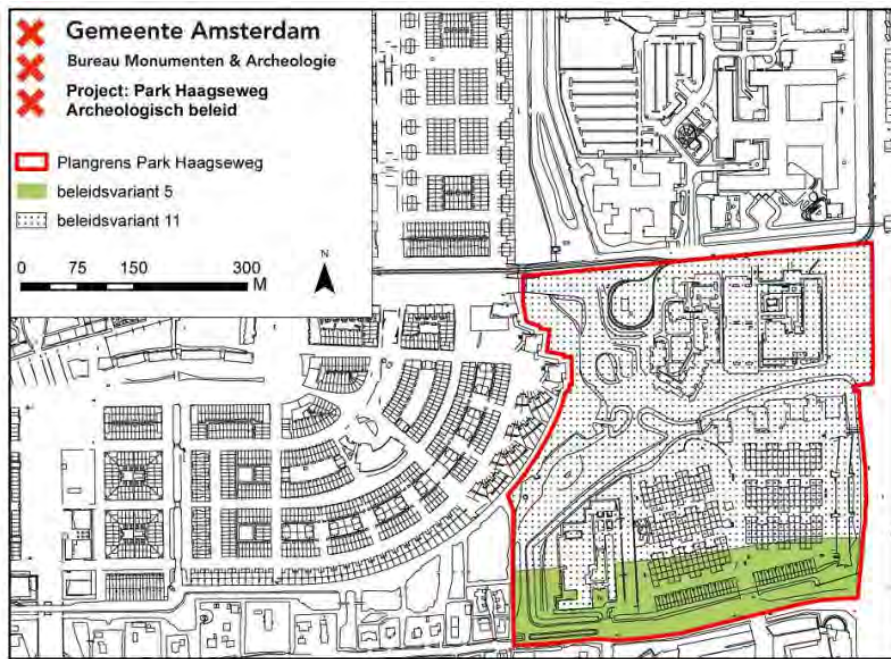 Gemeente Amsterdam
Bureau Monumenten & Archeologie
Project: Park Haagseweg
Archeologisch beleid
Plangrens Park Haagseweg
beleidsvariant 5
beleidsvariant 11
0 75 150 300
M
N